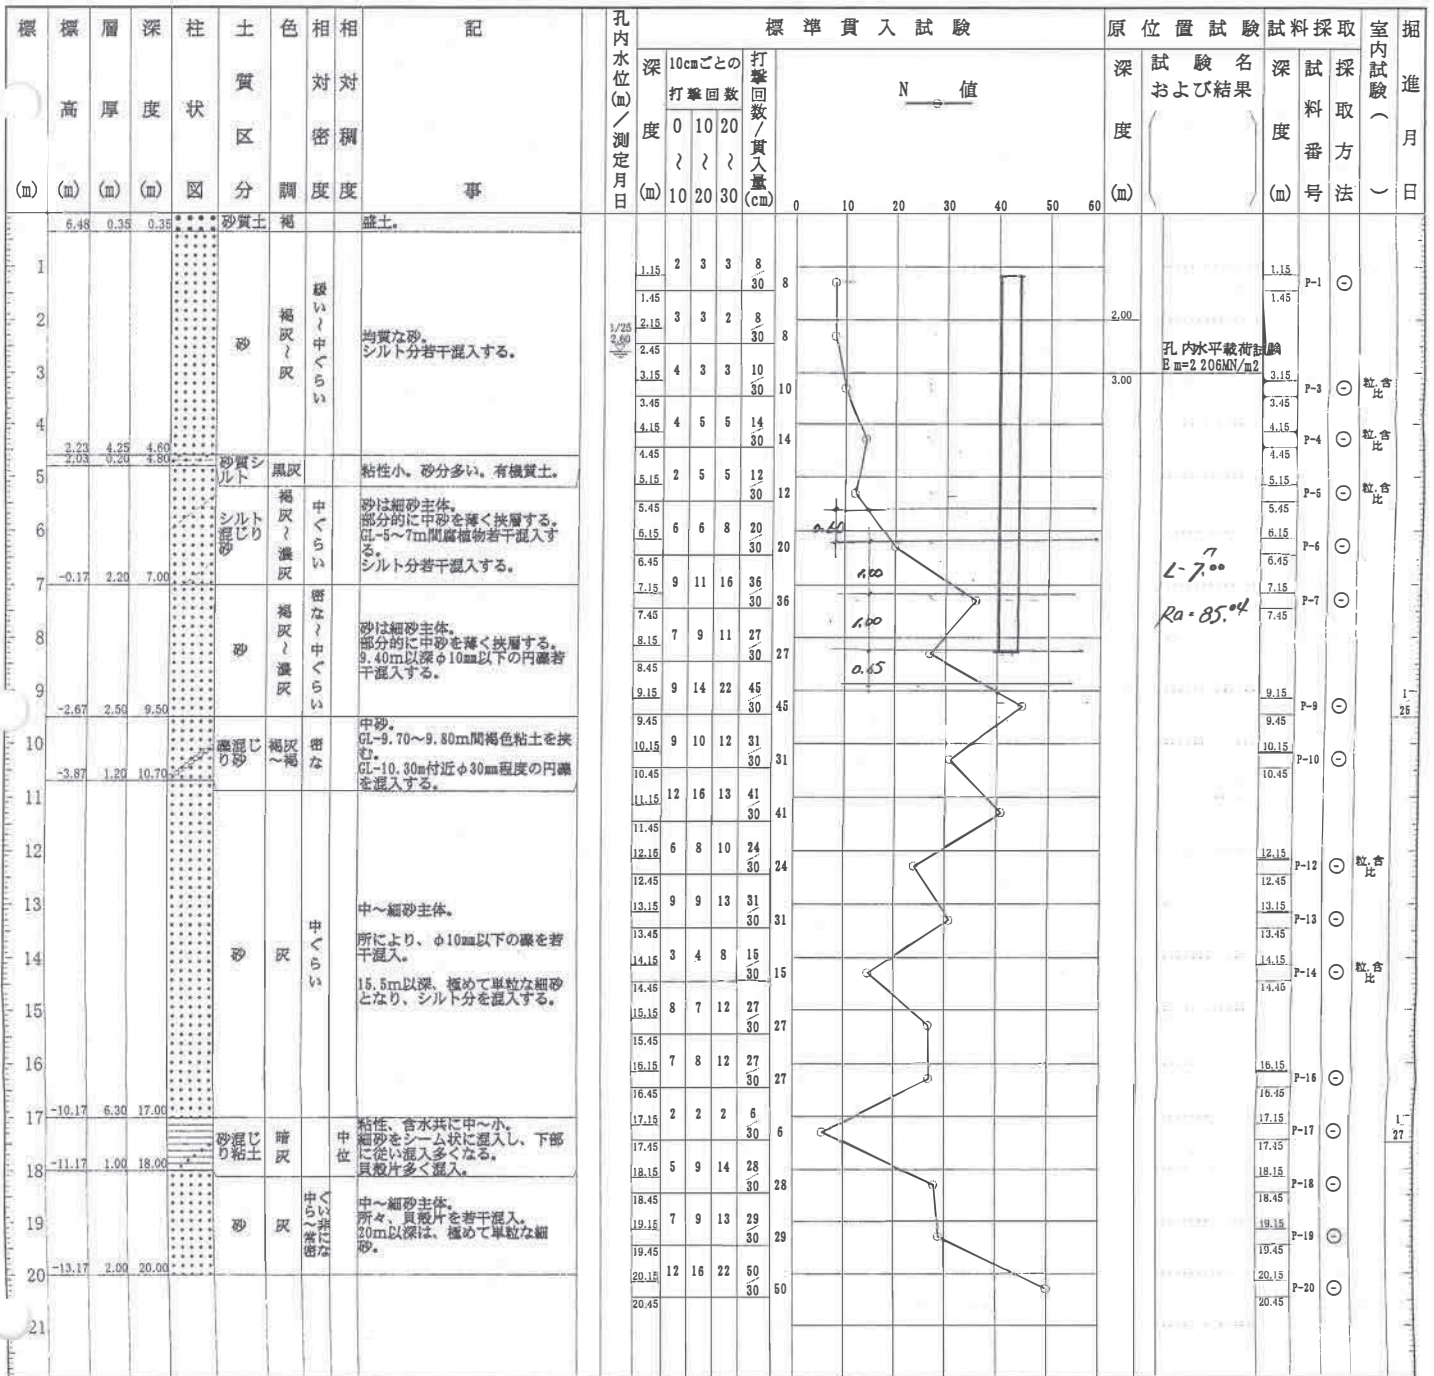 標 標 層 深 柱 土 色 相 相 記
高 厚 度 状 質 調 対 対 事
区 密 稠
(m) (m) (m) (m) 図 分 度 度
孔内水位(m)/測定月日
標準貫入試験
深度(m)
10cmごとの打撃回数
0 10 20
~ ~ ~
10 20 30
打撃回数/貫入量(cm)
N 値
0 10 20 30 40 50 60
原位置試験
深度(m)
試験名および結果
試料採取
深度(m)
試料番号
採取方法
室内試験( )
掘進月日
6.48 0.35 0.35 砂質土 褐 盛土。
2.23 4.25 4.60 砂 褐灰~灰 緩い~中ぐらい
均質な砂。
シルト分若干混入する。
2.03 0.20 4.80 砂質シルト 黒灰 粘性小。砂分多い。有機質土。
-0.17 2.20 7.00 シルト混じり砂 褐灰~濃灰 中ぐらい
砂は細砂主体。
部分的に中砂を薄く挟層する。
GL-5~7m間腐植物若干混入す
る。
シルト分若干混入する。
-2.67 2.50 9.50 砂 褐灰~濃灰 密な~中ぐらい
砂は細砂主体。
部分的に中砂を薄く挟層する。
9.40m以深φ10mm以下の円礫若
干混入する。
-3.87 1.20 10.70 礫混じり砂 褐灰~褐 密な
中砂。
GL-9.70~9.80m間褐色粘土を挟
む。
GL-10.30m付近φ30mm程度の円礫
を混入する。
-10.17 6.30 17.00 砂 灰 中ぐらい
中~細砂主体。
所により、φ10mm以下の礫を若
干混入。
15.5m以深、極めて単粒な細砂
となり、シルト分を混入する。
-11.17 1.00 18.00 砂混じり粘土 暗灰 中位
粘性、含水共に中~小。
細砂をシーム状に混入し、下部
に従い混入多くなる。
貝殻片多く混入。
-13.17 2.00 20.00 砂 灰 中ぐらい~非常に密な
中~細砂主体。
所々、貝殻片を若干混入。
20m以深は、極めて単粒な細
砂。
1
2
3
4
5
6
7
8
9
10
11
12
13
14
15
16
17
18
19
20
21
1/25
2.60
1.15 2 3 3 8/30 8
1.45
2.15 3 3 2 8/30 8
2.45
3.15 4 3 3 10/30 10
3.45
4.15 4 5 5 14/30 14
4.45
5.15 2 5 5 12/30 12
5.45
6.15 6 6 8 20/30 20
6.45
7.15 9 11 16 36/30 36
7.45
8.15 7 9 11 27/30 27
8.45
9.15 9 14 22 45/30 45
9.45
10.15 9 10 12 31/30 31
10.45
11.15 12 16 13 41/30 41
11.45
12.15 6 8 10 24/30 24
12.45
13.15 9 9 13 31/30 31
13.45
14.15 3 4 8 15/30 15
14.45
15.15 8 7 12 27/30 27
15.45
16.15 7 8 12 27/30 27
16.45
17.15 2 2 2 6/30 6
17.45
18.15 5 9 14 28/30 28
18.45
19.15 7 9 13 29/30 29
19.45
20.15 12 16 22 50/30 50
20.45
1.00
1.00
0.65
2.00
孔内水平載荷試験
Em=2 206MN/m2
3.00
L-7.00
Ra=85.04
1.15 P-1
1.45
3.15 P-3 粒.含比
3.45
4.15 P-4 粒.含比
4.45
5.15 P-5 粒.含比
5.45
6.15 P-6
6.45
7.15 P-7
7.45
9.15 P-9
9.45
10.15 P-10
10.45
12.15 P-12 粒.含比
12.45
13.15 P-13
13.45
14.15 P-14 粒.含比
14.45
16.15 P-16
16.45
17.15 P-17
17.45
18.15 P-18
18.45
19.15 P-19
19.45
20.15 P-20
20.45
1
25
1
27